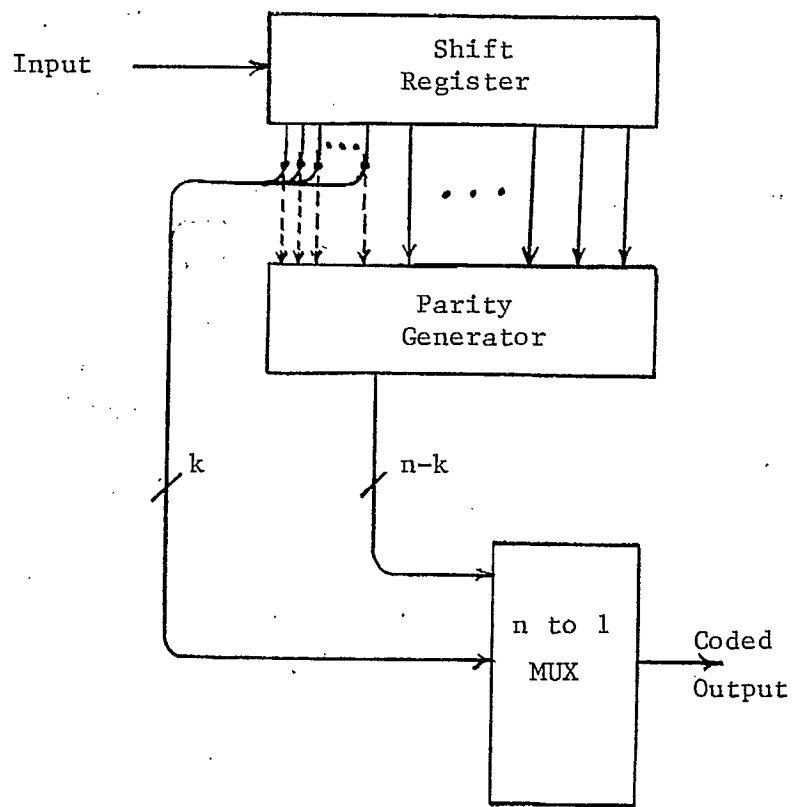 Shift
Register
Input
Parity
Generator
k
n-k
n to 1
MUX
Coded
Output